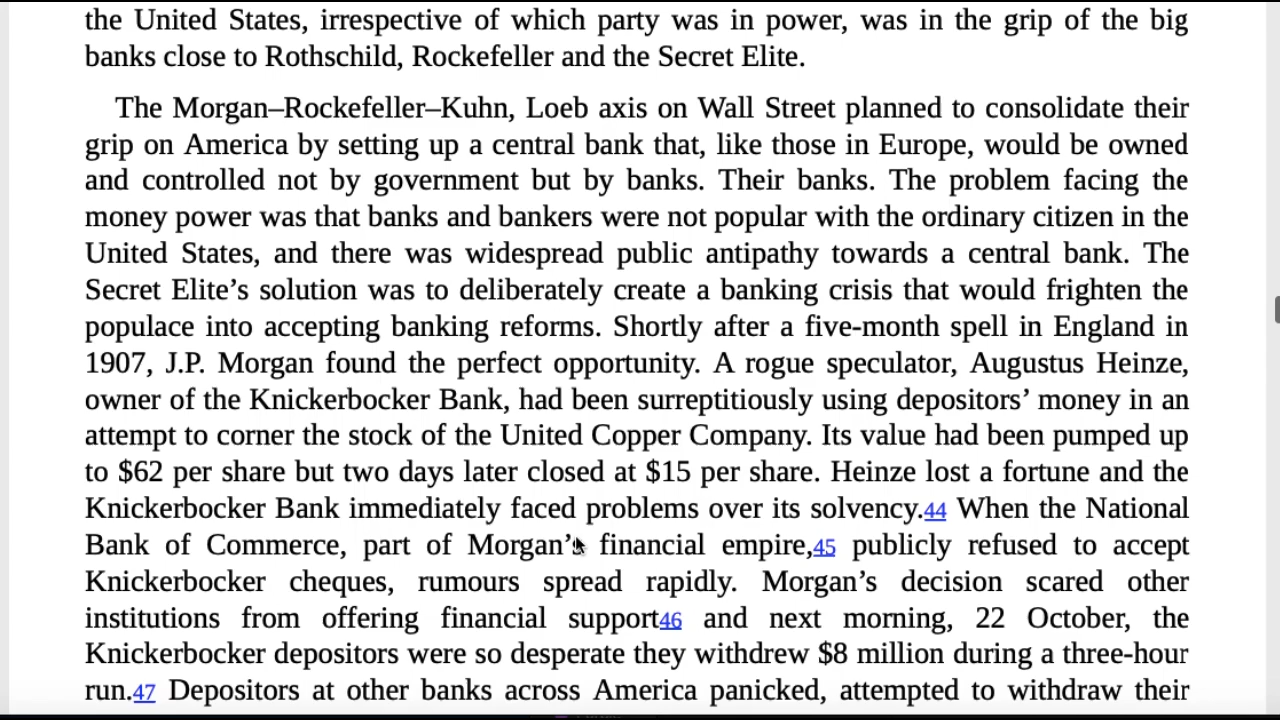 the United States, irrespective of which party was in power, was in the grip of the big
banks close to Rothschild, Rockefeller and the Secret Elite.
The Morgan–Rockefeller–Kuhn, Loeb axis on Wall Street planned to consolidate their
grip on America by setting up a central bank that, like those in Europe, would be owned
and controlled not by government but by banks. Their banks. The problem facing the
money power was that banks and bankers were not popular with the ordinary citizen in the
United States, and there was widespread public antipathy towards a central bank. The
Secret Elite’s solution was to deliberately create a banking crisis that would frighten the
populace into accepting banking reforms. Shortly after a five-month spell in England in
1907, J.P. Morgan found the perfect opportunity. A rogue speculator, Augustus Heinze,
owner of the Knickerbocker Bank, had been surreptitiously using depositors’ money in an
attempt to corner the stock of the United Copper Company. Its value had been pumped up
to $62 per share but two days later closed at $15 per share. Heinze lost a fortune and the
Knickerbocker Bank immediately faced problems over its solvency.44 When the National
Bank of Commerce, part of Morgan’s financial empire,45 publicly refused to accept
Knickerbocker cheques, rumours spread rapidly. Morgan’s decision scared other
institutions from offering financial support46 and next morning, 22 October, the
Knickerbocker depositors were so desperate they withdrew $8 million during a three-hour
run.47 Depositors at other banks across America panicked, attempted to withdraw their